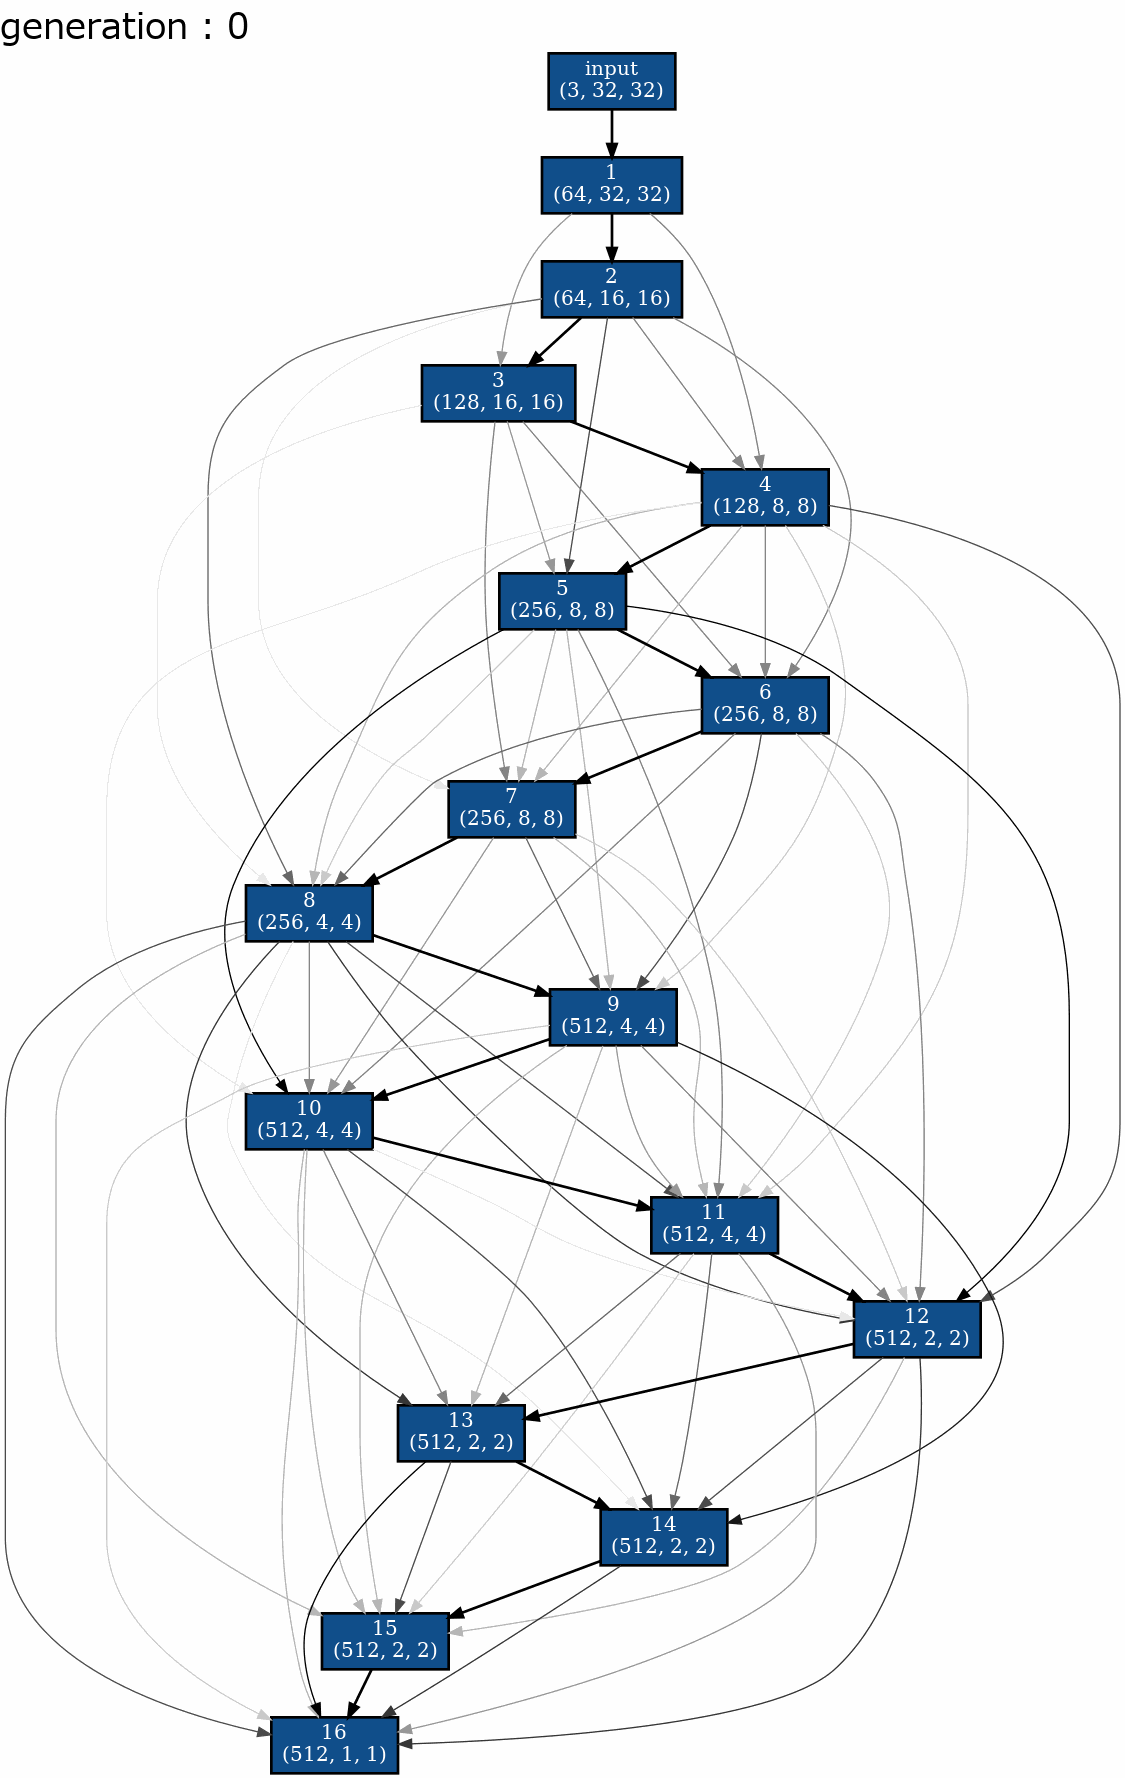 generation : 0
input
(3, 32, 32)
1
(64, 32, 32)
2
(64, 16, 16)
3
(128, 16, 16)
4
(128, 8, 8)
5
(256, 8, 8)
6
(256, 8, 8)
7
(256, 8, 8)
8
(256, 4, 4)
9
(512, 4, 4)
10
(512, 4, 4)
11
(512, 4, 4)
12
(512, 2, 2)
13
(512, 2, 2)
14
(512, 2, 2)
15
(512, 2, 2)
16
(512, 1, 1)